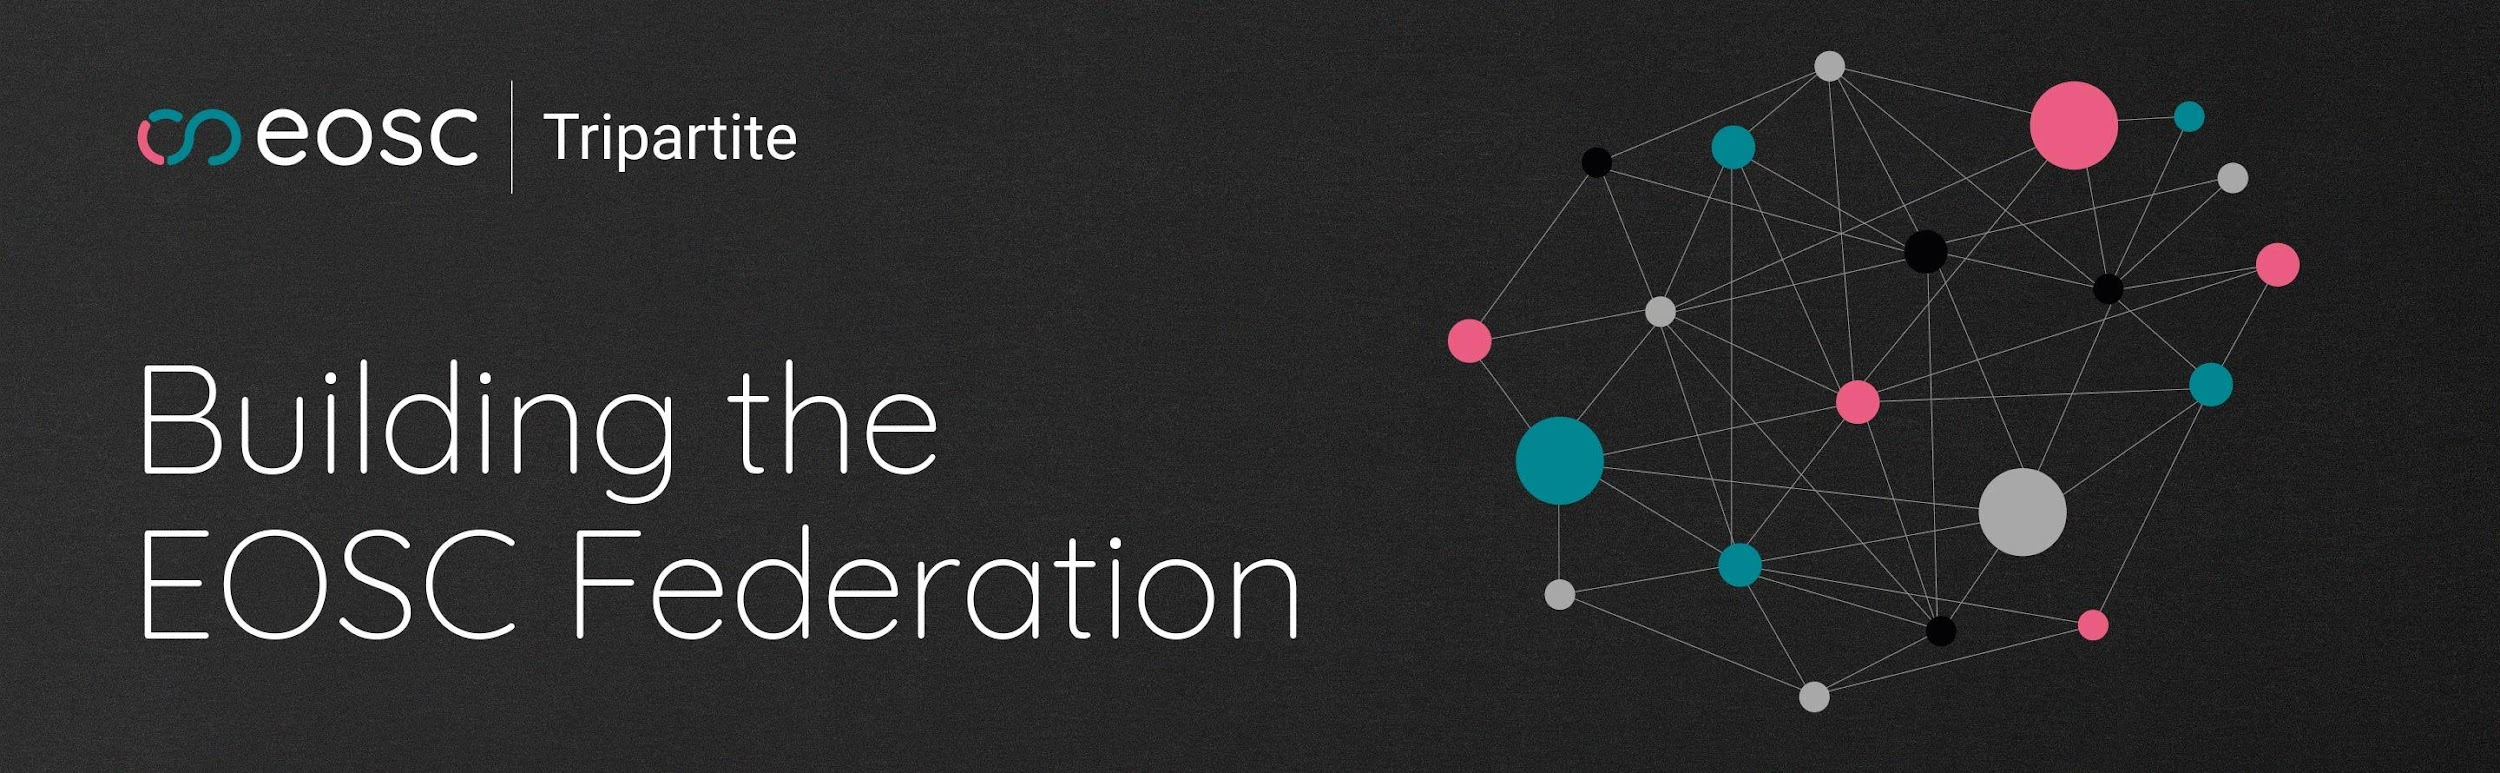 eosc | Tripartite
Building the
EOSC Federation